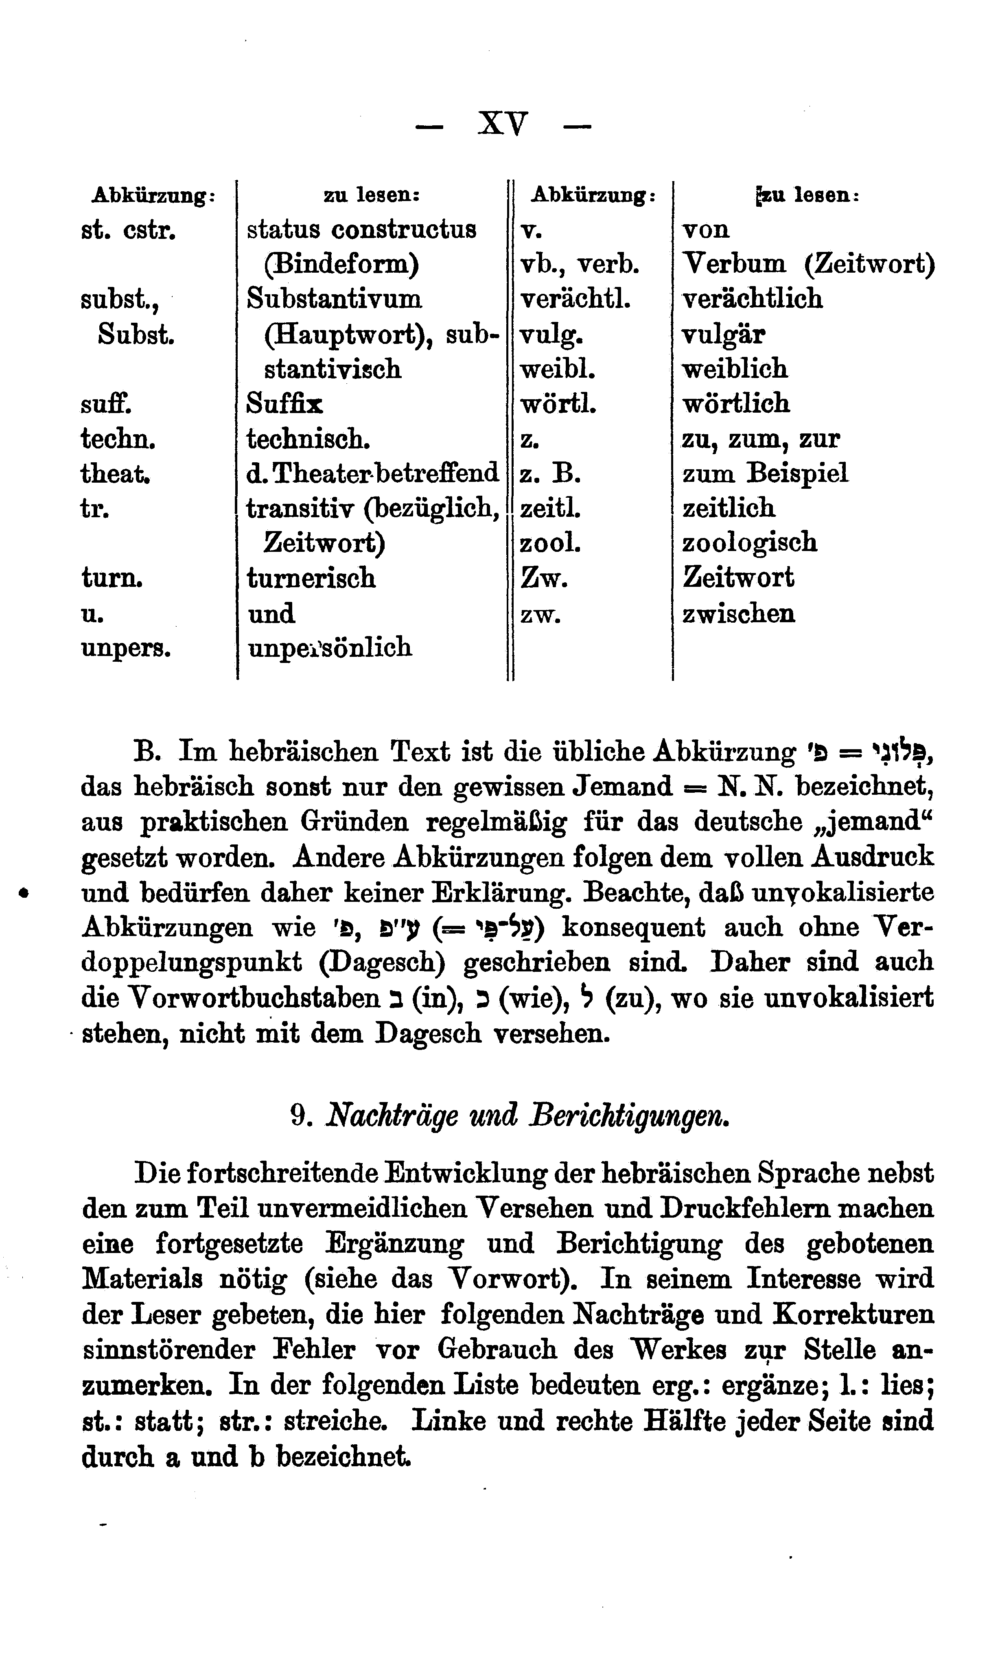 — XV —
Abkürzung: zu lesen: Abkürzung: zu lesen:
st. cstr. status constructus v. von
(Bindeform) vb., verb. Verbum (Zeitwort)
subst., Substantivum verächtl. verächtlich
Subst. (Hauptwort), sub- vulg. vulgär
stantivisch weibl. weiblich
suff. Suffix wörtl. wörtlich
techn. technisch. z. zu, zum, zur
theat. d. Theater betreffend z. B. zum Beispiel
tr. transitiv (bezüglich, zeitl. zeitlich
Zeitwort) zool. zoologisch
turn. turnerisch Zw. Zeitwort
u. und zw. zwischen
unpers. unpersönlich
B. Im hebräischen Text ist die übliche Abkürzung פ' = פְּלוֹנִי,
das hebräisch sonst nur den gewissen Jemand = N. N. bezeichnet,
aus praktischen Gründen regelmäßig für das deutsche „jemand“
gesetzt worden. Andere Abkürzungen folgen dem vollen Ausdruck
und bedürfen daher keiner Erklärung. Beachte, daß unvokalisierte
Abkürzungen wie פ', ע"פ (= עַל־פִּי) konsequent auch ohne Ver-
doppelungspunkt (Dagesch) geschrieben sind. Daher sind auch
die Vorwortbuchstaben ב (in), כ (wie), ל (zu), wo sie unvokalisiert
stehen, nicht mit dem Dagesch versehen.
9. Nachträge und Berichtigungen.
Die fortschreitende Entwicklung der hebräischen Sprache nebst
den zum Teil unvermeidlichen Versehen und Druckfehlern machen
eine fortgesetzte Ergänzung und Berichtigung des gebotenen
Materials nötig (siehe das Vorwort). In seinem Interesse wird
der Leser gebeten, die hier folgenden Nachträge und Korrekturen
sinnstörender Fehler vor Gebrauch des Werkes zur Stelle an-
zumerken. In der folgenden Liste bedeuten erg.: ergänze; l.: lies;
st.: statt; str.: streiche. Linke und rechte Hälfte jeder Seite sind
durch a und b bezeichnet.